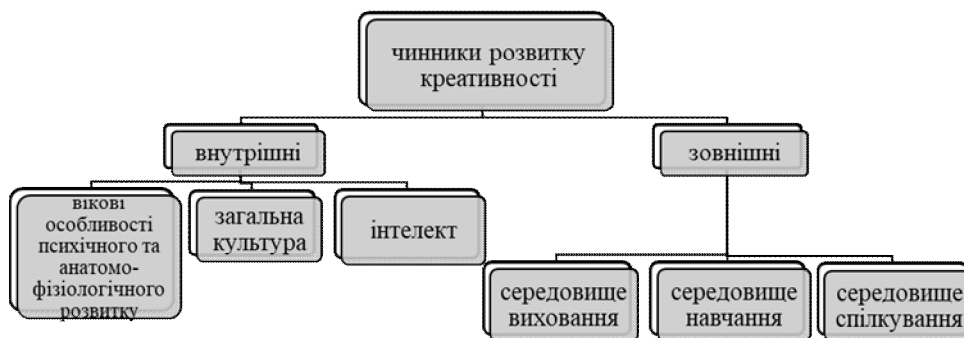 чинники розвитку
креативності
внутрішні
зовнішні
вікові
особливості
психічного та
анатомо-
фізіологічного
розвитку
загальна
культура
інтелект
середовище
виховання
середовище
навчання
середовище
спілкування